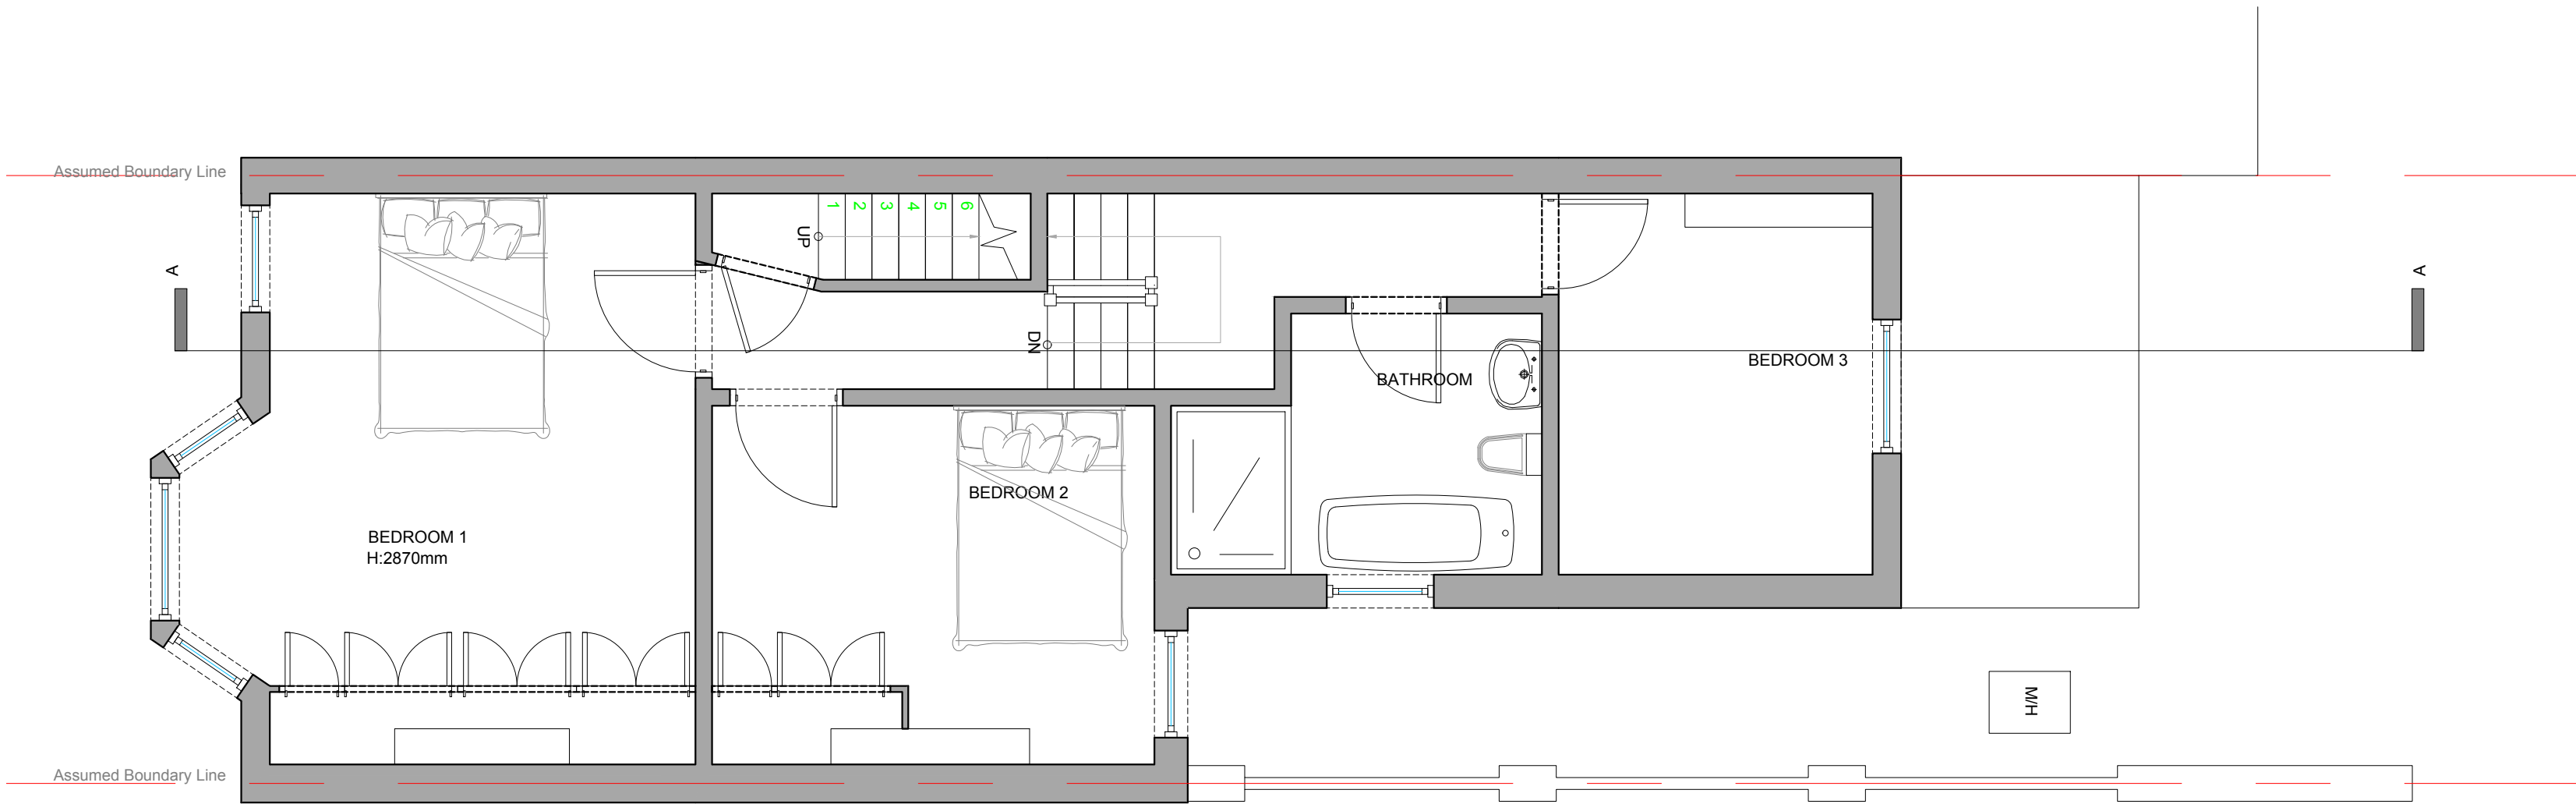 Assumed Boundary Line
1 2 3 4 5 6
UP
A
A
DN
BEDROOM 3
BATHROOM
BEDROOM 2
BEDROOM 1
H:2870mm
M/H
Assumed Boundary Line